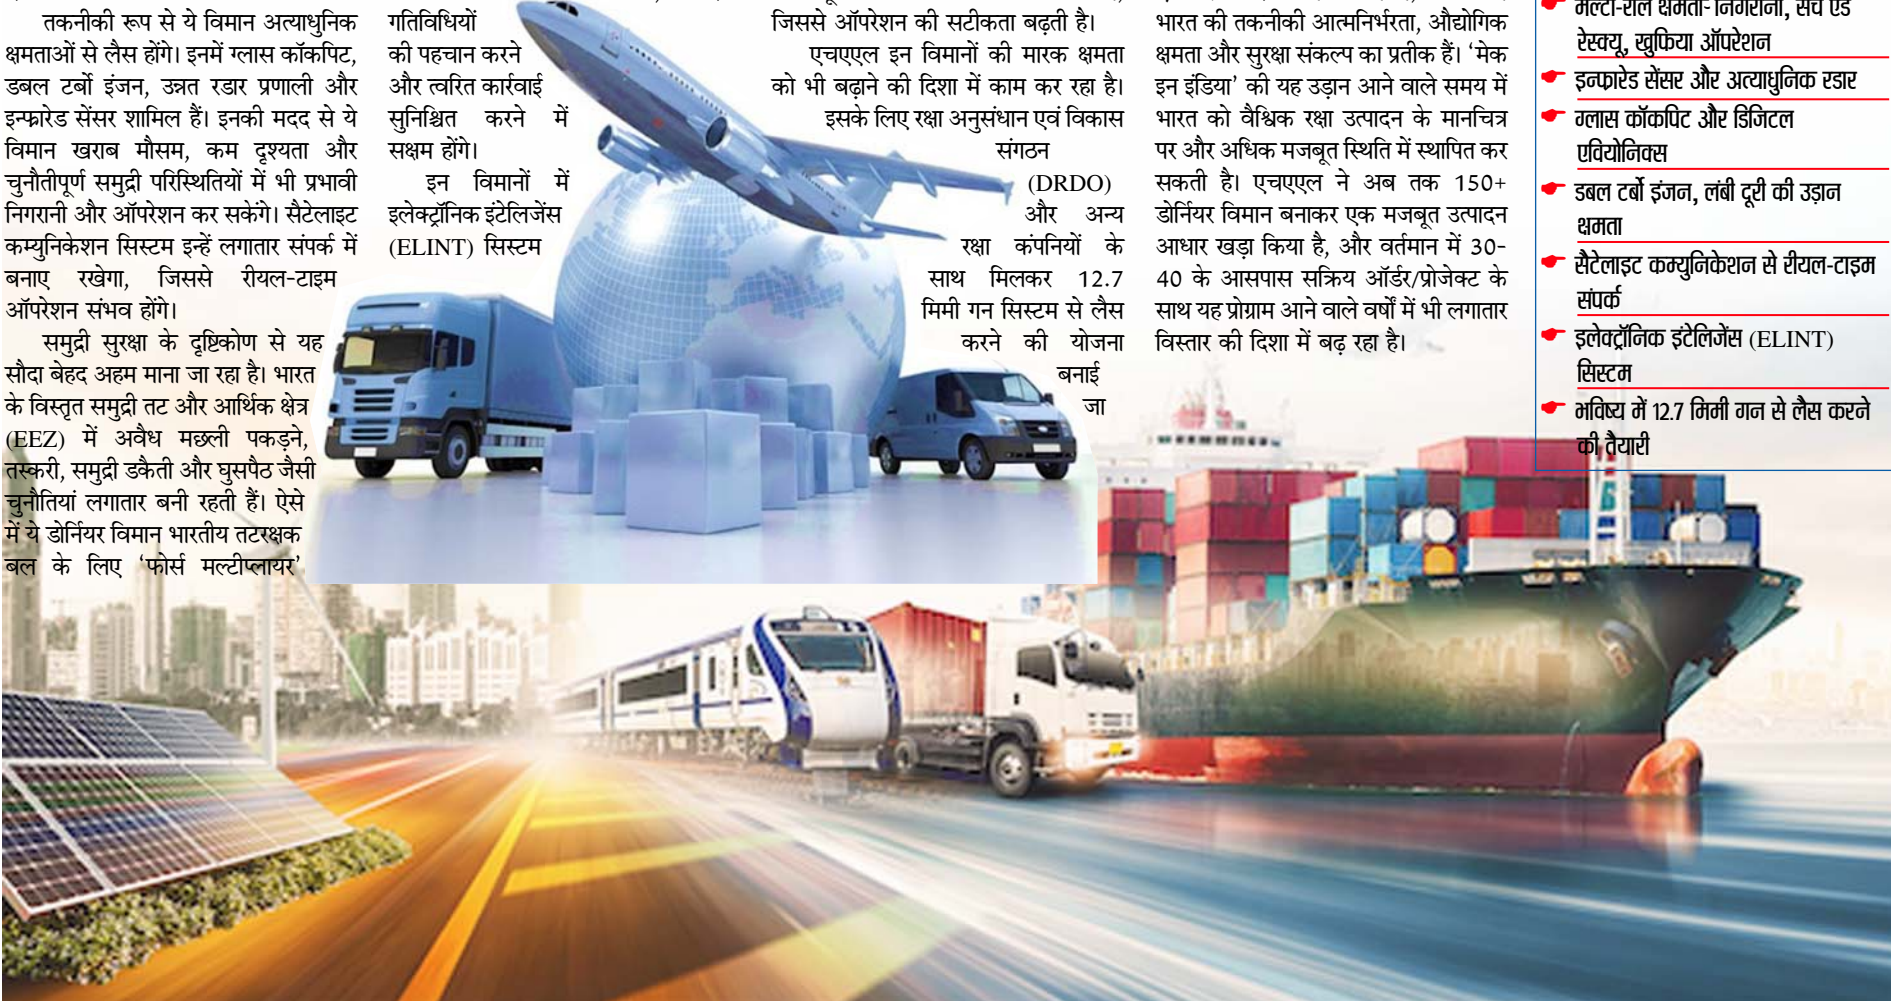 तकनीकी रूप से ये विमान अत्याधुनिक
क्षमताओं से लैस होंगे। इनमें ग्लास कॉकपिट,
डबल टर्बो इंजन, उन्नत रडार प्रणाली और
इन्फ्रारेड सेंसर शामिल हैं। इनकी मदद से ये
विमान खराब मौसम, कम दृश्यता और
चुनौतीपूर्ण समुद्री परिस्थितियों में भी प्रभावी
निगरानी और ऑपरेशन कर सकेंगे। सैटेलाइट
कम्युनिकेशन सिस्टम इन्हें लगातार संपर्क में
बनाए रखेगा, जिससे रीयल-टाइम
ऑपरेशन संभव होंगे।
समुद्री सुरक्षा के दृष्टिकोण से यह
सौदा बेहद अहम माना जा रहा है। भारत
के विस्तृत समुद्री तट और आर्थिक क्षेत्र
(EEZ) में अवैध मछली पकड़ने,
तस्करी, समुद्री डकैती और घुसपैठ जैसी
चुनौतियां लगातार बनी रहती हैं। ऐसे
में ये डोर्नियर विमान भारतीय तटरक्षक
बल के लिए ‘फोर्स मल्टीप्लायर’
गतिविधियों
की पहचान करने
और त्वरित कार्रवाई
सुनिश्चित करने में
सक्षम होंगे।
इन विमानों में
इलेक्ट्रॉनिक इंटेलिजेंस
(ELINT) सिस्टम
जिससे ऑपरेशन की सटीकता बढ़ती है।
एचएएल इन विमानों की मारक क्षमता
को भी बढ़ाने की दिशा में काम कर रहा है।
इसके लिए रक्षा अनुसंधान एवं विकास
संगठन
(DRDO)
और अन्य
रक्षा कंपनियों के
साथ मिलकर 12.7
मिमी गन सिस्टम से लैस
करने की योजना
बनाई
जा
भारत की तकनीकी आत्मनिर्भरता, औद्योगिक
क्षमता और सुरक्षा संकल्प का प्रतीक हैं। ‘मेक
इन इंडिया’ की यह उड़ान आने वाले समय में
भारत को वैश्विक रक्षा उत्पादन के मानचित्र
पर और अधिक मजबूत स्थिति में स्थापित कर
सकती है। एचएएल ने अब तक 150+
डोर्नियर विमान बनाकर एक मजबूत उत्पादन
आधार खड़ा किया है, और वर्तमान में 30-
40 के आसपास सक्रिय ऑर्डर/प्रोजेक्ट के
साथ यह प्रोग्राम आने वाले वर्षों में भी लगातार
विस्तार की दिशा में बढ़ रहा है।
मल्टी-रोल क्षमता- निगरानी, सर्च एंड
रेस्क्यू, खुफिया ऑपरेशन
इन्फ्रारेड सेंसर और अत्याधुनिक रडार
ग्लास कॉकपिट और डिजिटल
एवियोनिक्स
डबल टर्बो इंजन, लंबी दूरी की उड़ान
क्षमता
सैटेलाइट कम्युनिकेशन से रीयल-टाइम
संपर्क
इलेक्ट्रॉनिक इंटेलिजेंस (ELINT)
सिस्टम
भविष्य में 12.7 मिमी गन से लैस करने
की तैयारी